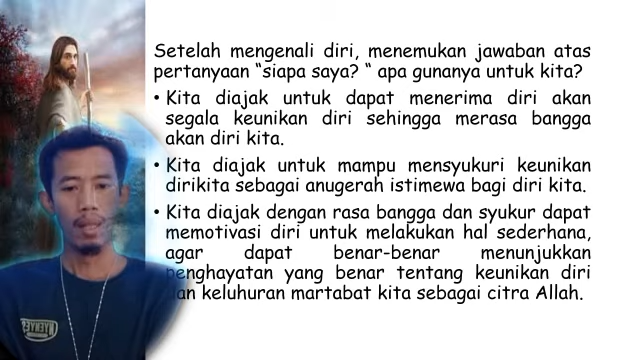 Setelah mengenali diri, menemukan jawaban atas
pertanyaan “siapa saya? “ apa gunanya untuk kita?
• Kita diajak untuk dapat menerima diri akan
segala keunikan diri sehingga merasa bangga
akan diri kita.
• Kita diajak untuk mampu mensyukuri keunikan
dirikita sebagai anugerah istimewa bagi diri kita.
• Kita diajak dengan rasa bangga dan syukur dapat
memotivasi diri untuk melakukan hal sederhana,
agar dapat benar-benar menunjukkan
penghayatan yang benar tentang keunikan diri
dan keluhuran martabat kita sebagai citra Allah.